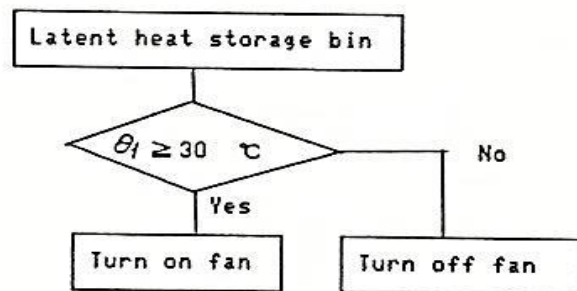 Latent heat storage bin
θ₁ ≥ 30 ℃
No
Yes
Turn on fan
Turn off fan